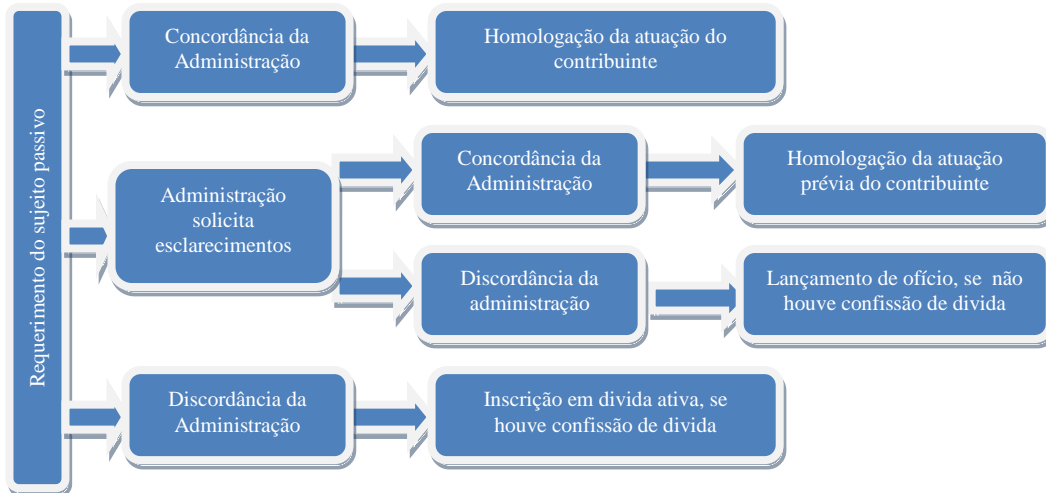 Requerimento do sujeito passivo
Concordância da
Administração
Homologação da atuação do
contribuinte
Administração
solicita
esclarecimentos
Concordância da
Administração
Homologação da atuação
prévia do contribuinte
Discordância da
administração
Lançamento de ofício, se não
houve confissão de divida
Discordância da
Administração
Inscrição em divida ativa, se
houve confissão de divida